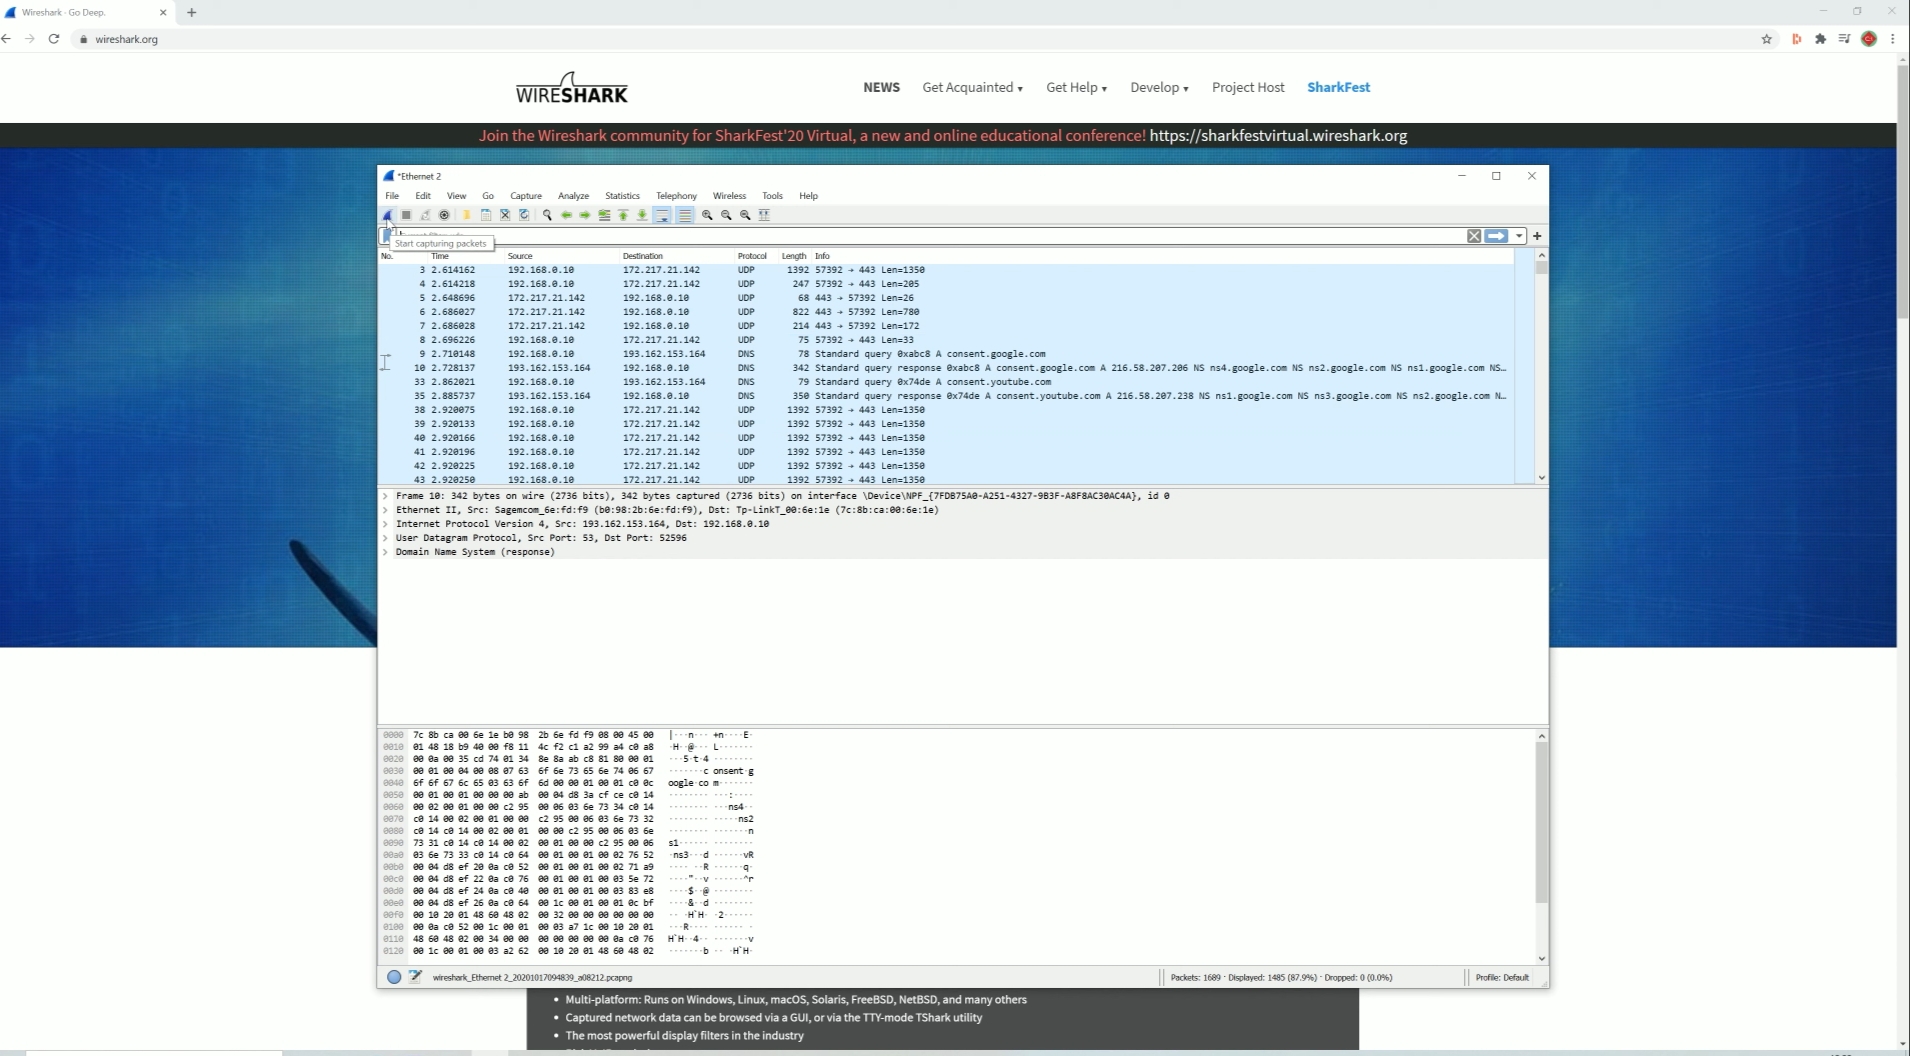 Wireshark · Go Deep.
wireshark.org
WIRESHARK
NEWS Get Acquainted ▾ Get Help ▾ Develop ▾ Project Host SharkFest
Join the Wireshark community for SharkFest'20 Virtual, a new and online educational conference! https://sharkfestvirtual.wireshark.org
*Ethernet 2
File Edit View Go Capture Analyze Statistics Telephony Wireless Tools Help
Start capturing packets
No. Time Source Destination Protocol Length Info
3 2.614162 192.168.0.10 172.217.21.142 UDP 1392 57392 → 443 Len=1350
4 2.614218 192.168.0.10 172.217.21.142 UDP 247 57392 → 443 Len=205
5 2.648696 172.217.21.142 192.168.0.10 UDP 68 443 → 57392 Len=26
6 2.686027 172.217.21.142 192.168.0.10 UDP 822 443 → 57392 Len=780
7 2.686028 172.217.21.142 192.168.0.10 UDP 214 443 → 57392 Len=172
8 2.696226 192.168.0.10 172.217.21.142 UDP 75 57392 → 443 Len=33
9 2.710148 192.168.0.10 193.162.153.164 DNS 78 Standard query 0xabc8 A consent.google.com
10 2.728137 193.162.153.164 192.168.0.10 DNS 342 Standard query response 0xabc8 A consent.google.com A 216.58.207.206 NS ns4.google.com NS ns2.google.com NS ns1.google.com NS…
33 2.862021 192.168.0.10 193.162.153.164 DNS 79 Standard query 0x74de A consent.youtube.com
35 2.885737 193.162.153.164 192.168.0.10 DNS 350 Standard query response 0x74de A consent.youtube.com A 216.58.207.238 NS ns1.google.com NS ns3.google.com NS ns2.google.com N…
38 2.920075 192.168.0.10 172.217.21.142 UDP 1392 57392 → 443 Len=1350
39 2.920133 192.168.0.10 172.217.21.142 UDP 1392 57392 → 443 Len=1350
40 2.920166 192.168.0.10 172.217.21.142 UDP 1392 57392 → 443 Len=1350
41 2.920196 192.168.0.10 172.217.21.142 UDP 1392 57392 → 443 Len=1350
42 2.920225 192.168.0.10 172.217.21.142 UDP 1392 57392 → 443 Len=1350
43 2.920250 192.168.0.10 172.217.21.142 UDP 1392 57392 → 443 Len=1350
Frame 10: 342 bytes on wire (2736 bits), 342 bytes captured (2736 bits) on interface \Device\NPF_{7FDB75A0-A251-4327-9B3F-A8F8AC30AC4A}, id 0
Ethernet II, Src: Sagemcom_6e:fd:f9 (b0:98:2b:6e:fd:f9), Dst: Tp-LinkT_00:6e:1e (7c:8b:ca:00:6e:1e)
Internet Protocol Version 4, Src: 193.162.153.164, Dst: 192.168.0.10
User Datagram Protocol, Src Port: 53, Dst Port: 52596
Domain Name System (response)
0000 7c 8b ca 00 6e 1e b0 98 2b 6e fd f9 08 00 45 00 |···n··· +n····E·
0010 01 48 18 b9 40 00 f8 11 4c f2 c1 a2 99 a4 c0 a8 ·H··@··· L·······
0020 00 0a 00 35 cd 74 01 34 8e 8a ab c8 81 80 00 01 ···5·t·4 ········
0030 00 01 00 04 00 08 07 63 6f 6e 73 65 6e 74 06 67 ·······c onsent·g
0040 6f 6f 67 6c 65 03 63 6f 6d 00 00 01 00 01 c0 0c oogle·co m·······
0050 00 01 00 01 00 00 00 ab 00 04 d8 3a cf ce c0 14 ········ ···:····
0060 00 02 00 01 00 00 c2 95 00 06 03 6e 73 34 c0 14 ········ ···ns4··
0070 c0 14 00 02 00 01 00 00 c2 95 00 06 03 6e 73 32 ········ ·····ns2
0080 c0 14 c0 14 00 02 00 01 00 00 c2 95 00 06 03 6e ········ ·······n
0090 73 31 c0 14 c0 14 00 02 00 01 00 00 c2 95 00 06 s1······ ········
00a0 03 6e 73 33 c0 14 c0 64 00 01 00 01 00 02 76 52 ·ns3···d ······vR
00b0 00 04 d8 ef 20 0a c0 52 00 01 00 01 00 02 71 a9 ···· ··R ······q·
00c0 00 04 d8 ef 22 0a c0 76 00 01 00 01 00 03 5e 72 ····"··v ······^r
00d0 00 04 d8 ef 24 0a c0 40 00 01 00 01 00 03 83 e8 ····$··@ ········
00e0 00 04 d8 ef 26 0a c0 64 00 1c 00 01 00 01 0c bf ····&··d ········
00f0 00 10 20 01 48 60 48 02 00 32 00 00 00 00 00 00 ·· ·H`H· ·2······
0100 00 0a c0 52 00 1c 00 01 00 03 a7 1c 00 10 20 01 ···R···· ······ ·
0110 48 60 48 02 00 34 00 00 00 00 00 00 00 0a c0 76 H`H··4·· ·······v
0120 00 1c 00 01 00 03 a2 62 00 10 20 01 48 60 48 02 ·······b ·· ·H`H·
wireshark_Ethernet 2_20201017094839_a08212.pcapng
Packets: 1689 · Displayed: 1485 (87.9%) · Dropped: 0 (0.0%)
Profile: Default
• Multi-platform: Runs on Windows, Linux, macOS, Solaris, FreeBSD, NetBSD, and many others
• Captured network data can be browsed via a GUI, or via the TTY-mode TShark utility
• The most powerful display filters in the industry